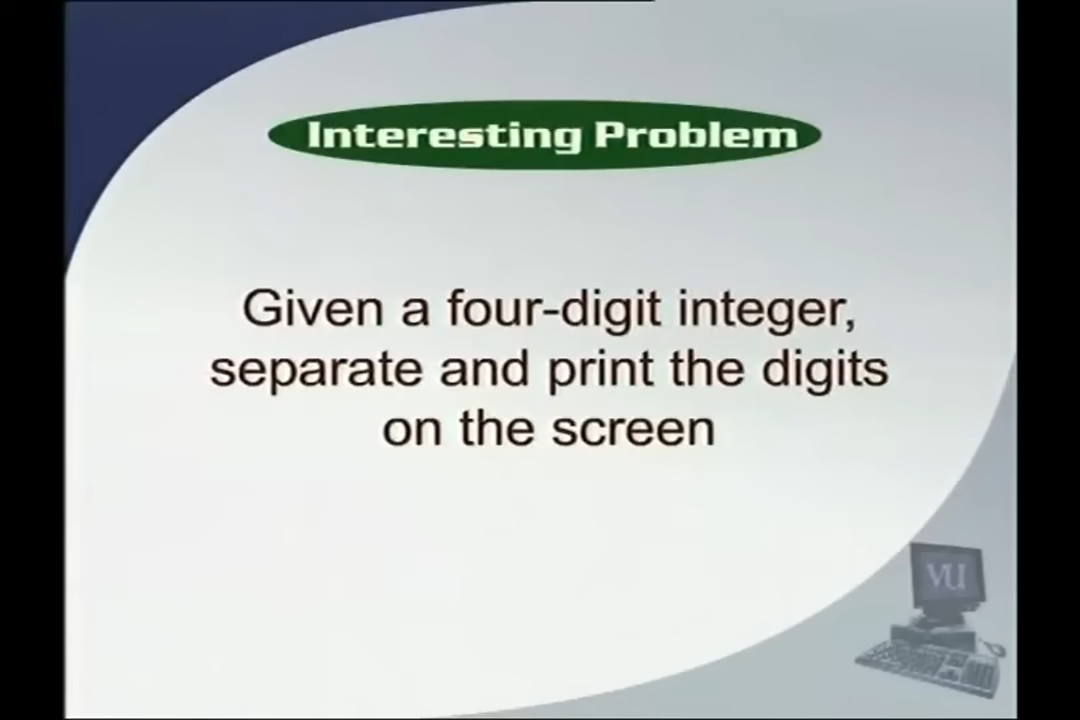 Interesting Problem
Given a four-digit integer,
separate and print the digits
on the screen
VU